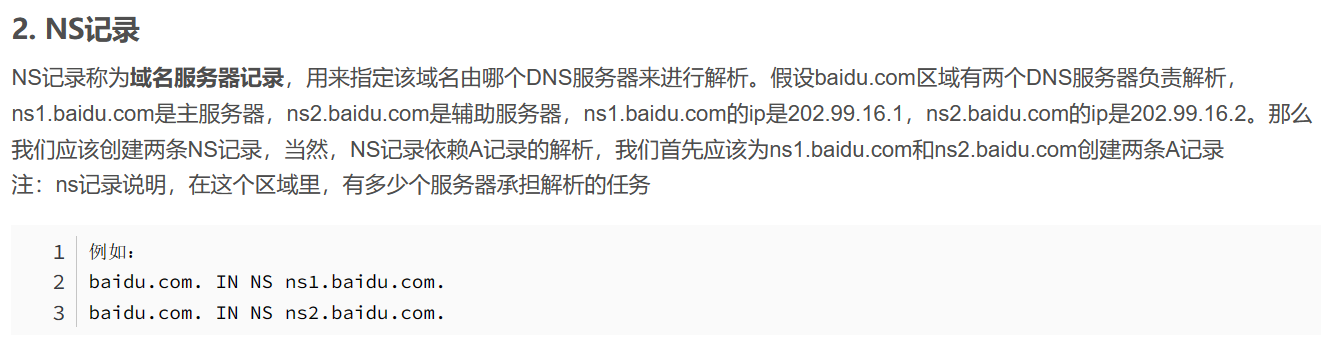 2. NS记录
NS记录称为域名服务器记录，用来指定该域名由哪个DNS服务器来进行解析。假设baidu.com区域有两个DNS服务器负责解析，
ns1.baidu.com是主服务器，ns2.baidu.com是辅助服务器，ns1.baidu.com的ip是202.99.16.1，ns2.baidu.com的ip是202.99.16.2。那么
我们应该创建两条NS记录，当然，NS记录依赖A记录的解析，我们首先应该为ns1.baidu.com和ns2.baidu.com创建两条A记录
注：ns记录说明，在这个区域里，有多少个服务器承担解析的任务
1 例如：
2 baidu.com. IN NS ns1.baidu.com.
3 baidu.com. IN NS ns2.baidu.com.